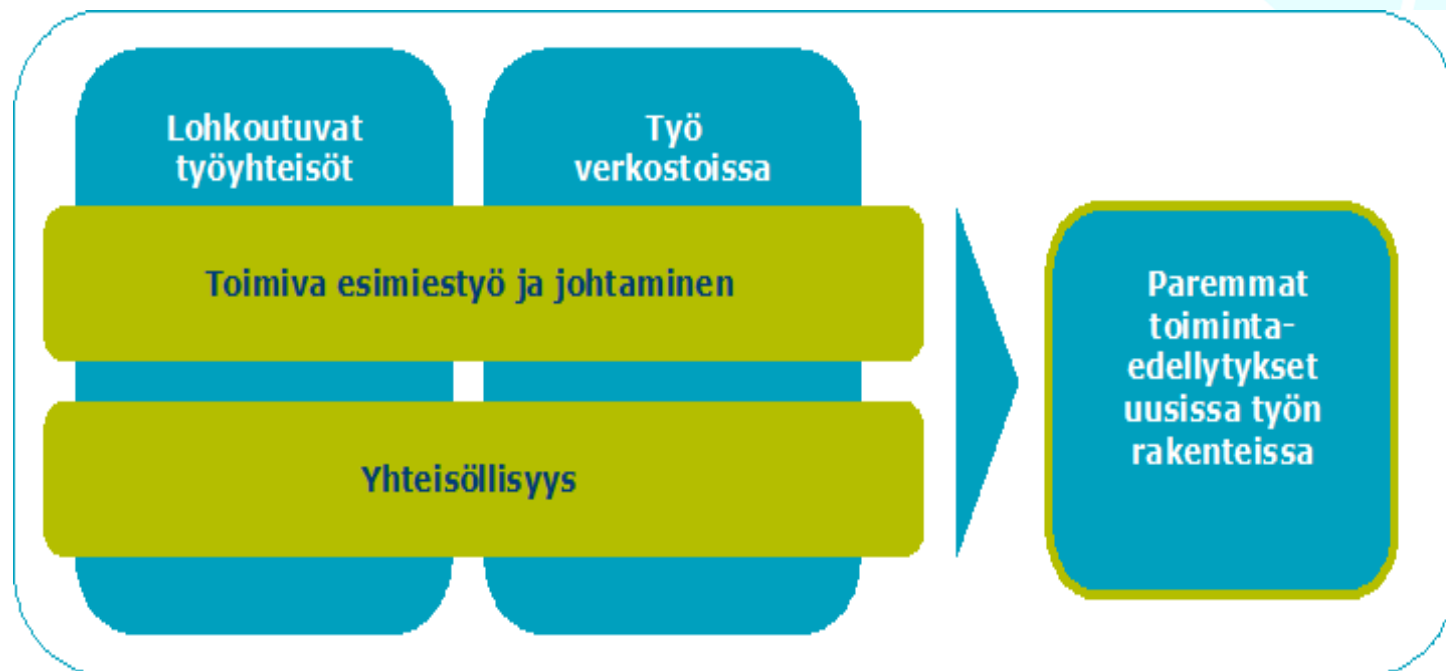 Lohkoutuvat
työyhteisöt
Työ
verkostoissa
Toimiva esimiestyö ja johtaminen
Yhteisöllisyys
Paremmat
toiminta-
edellytykset
uusissa työn
rakenteissa